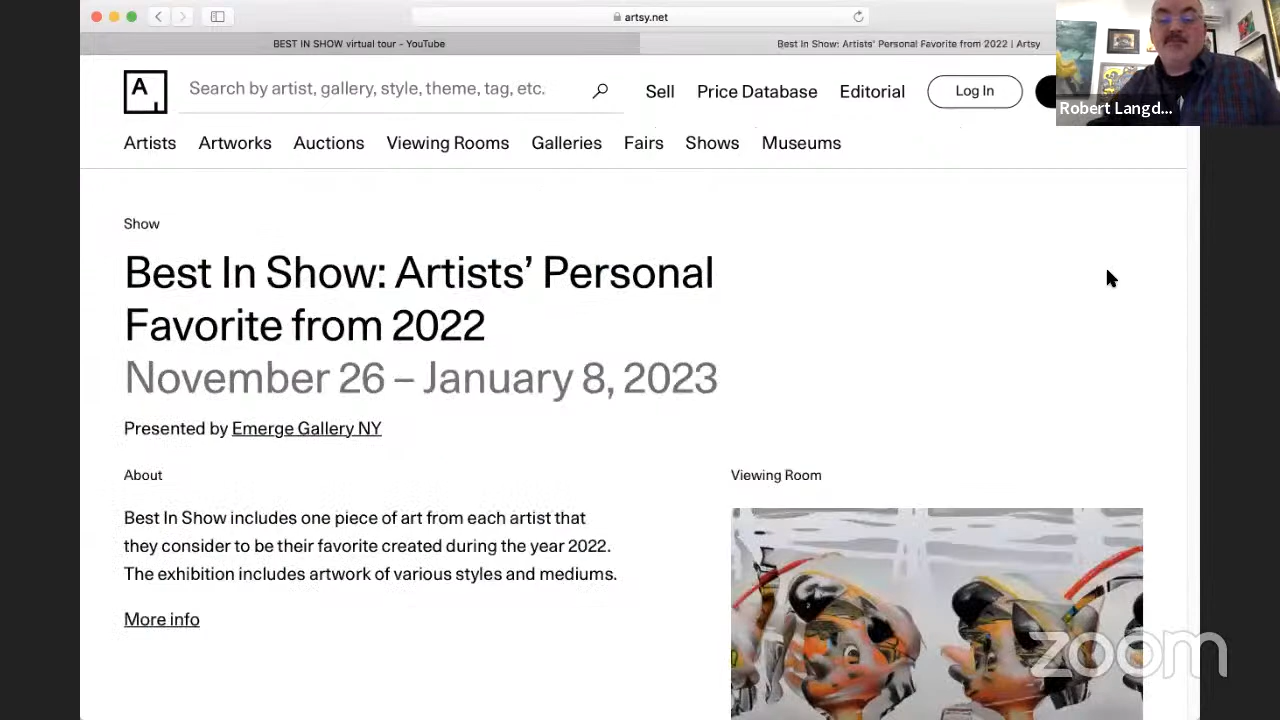 artsy.net
BEST IN SHOW virtual tour - YouTube
Best In Show: Artists' Personal Favorite from 2022 | Artsy
A
Search by artist, gallery, style, theme, tag, etc.
Sell Price Database Editorial Log In
Robert Langd...
Artists Artworks Auctions Viewing Rooms Galleries Fairs Shows Museums
Show
Best In Show: Artists’ Personal
Favorite from 2022
November 26 – January 8, 2023
Presented by Emerge Gallery NY
About
Best In Show includes one piece of art from each artist that
they consider to be their favorite created during the year 2022.
The exhibition includes artwork of various styles and mediums.
More info
Viewing Room
zoom